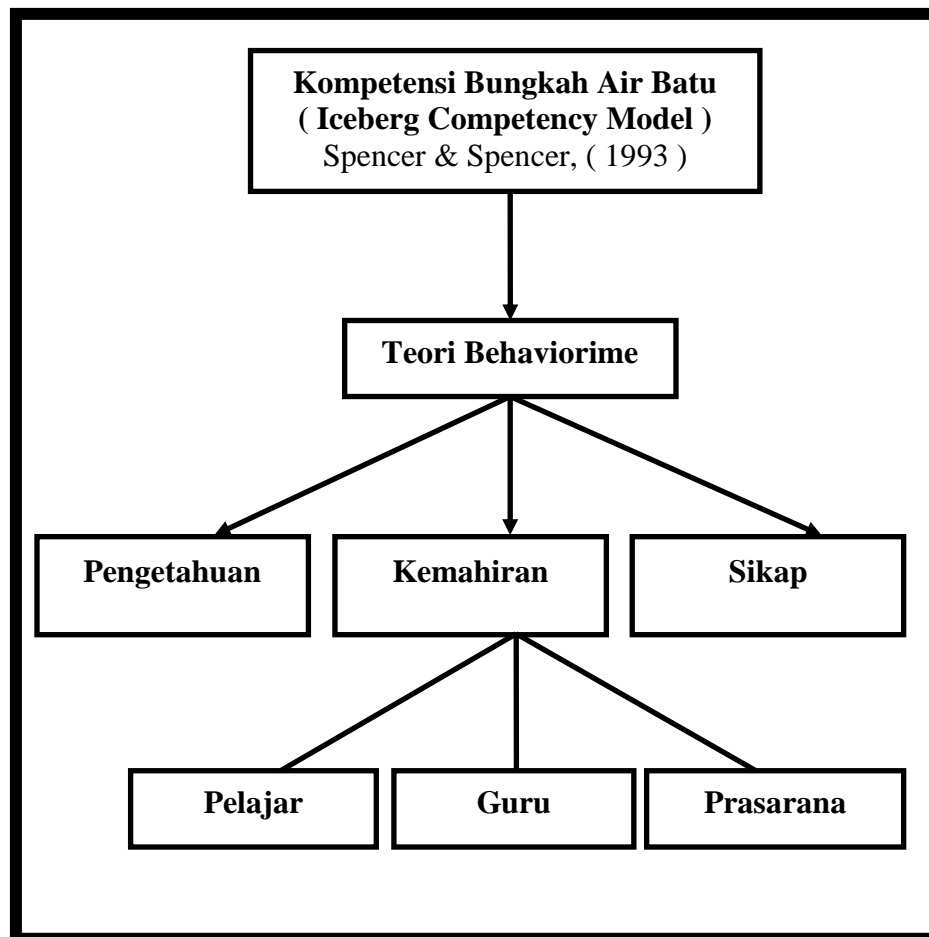 Kompetensi Bungkah Air Batu
( Iceberg Competency Model )
Spencer & Spencer, ( 1993 )
Teori Behaviorime
Pengetahuan
Kemahiran
Sikap
Pelajar
Guru
Prasarana